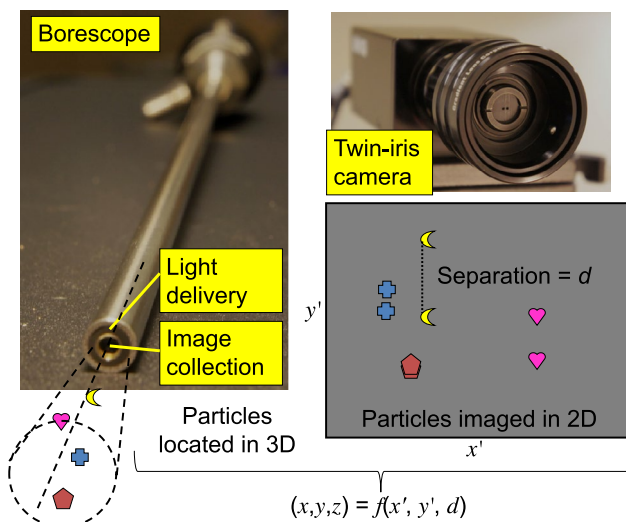 Borescope
Light
delivery
Image
collection
Twin-iris
camera
Separation = d
y'
Particles imaged in 2D
x'
Particles
located in 3D
(x,y,z) = f(x', y', d)